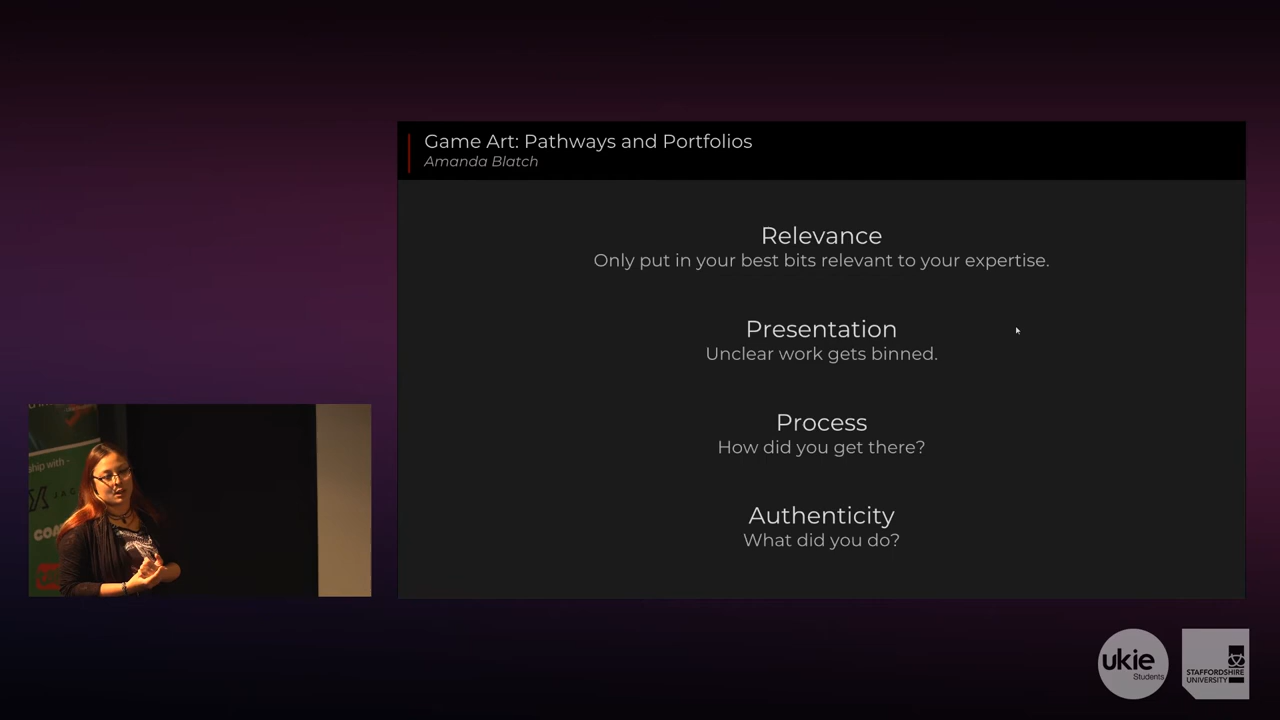 Game Art: Pathways and Portfolios
Amanda Blatch
Relevance
Only put in your best bits relevant to your expertise.
Presentation
Unclear work gets binned.
Process
How did you get there?
Authenticity
What did you do?
ship with -
ukie
Students
STAFFORDSHIRE
UNIVERSITY